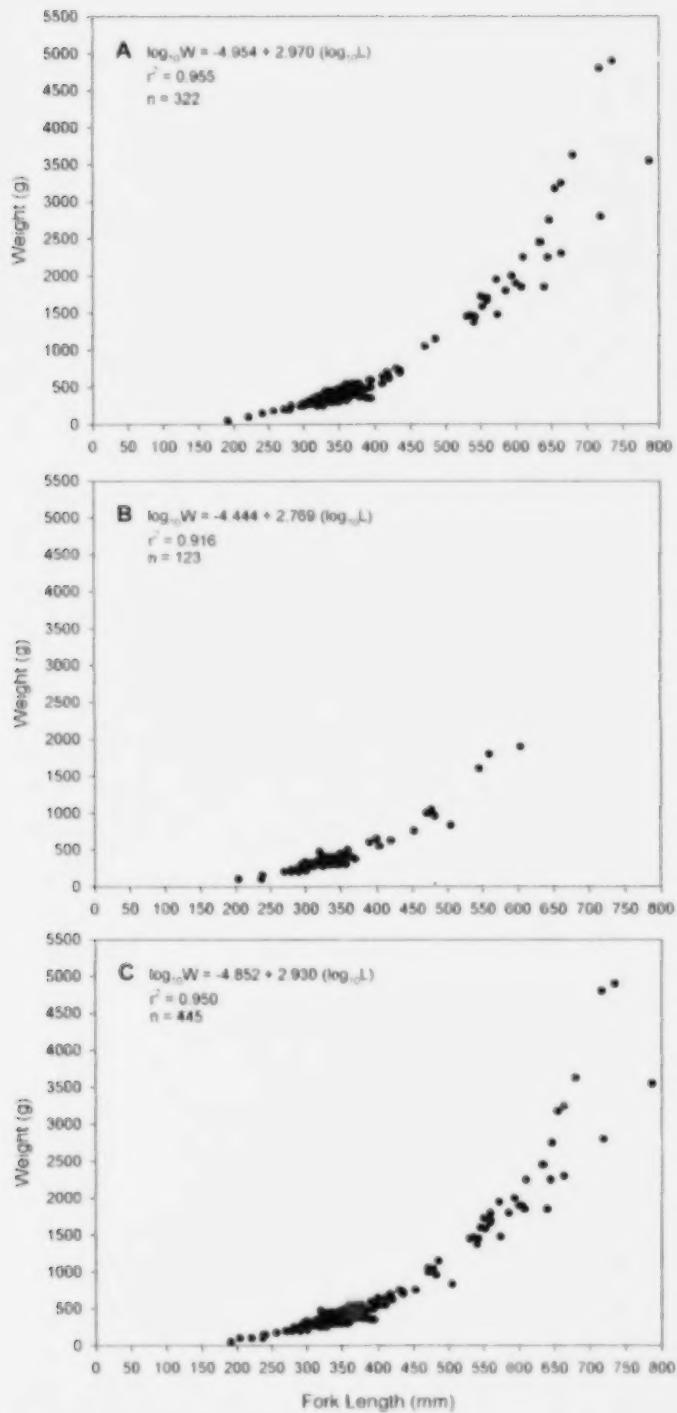 A log₁₀W = -4.954 + 2.970 (log₁₀L)
r² = 0.955
n = 322
Weight (g)
5500
5000
4500
4000
3500
3000
2500
2000
1500
1000
500
0
0 50 100 150 200 250 300 350 400 450 500 550 600 650 700 750 800
B log₁₀W = -4.444 + 2.769 (log₁₀L)
r² = 0.916
n = 123
Weight (g)
5500
5000
4500
4000
3500
3000
2500
2000
1500
1000
500
0
0 50 100 150 200 250 300 350 400 450 500 550 600 650 700 750 800
C log₁₀W = -4.852 + 2.930 (log₁₀L)
r² = 0.950
n = 445
Weight (g)
5500
5000
4500
4000
3500
3000
2500
2000
1500
1000
500
0
0 50 100 150 200 250 300 350 400 450 500 550 600 650 700 750 800
Fork Length (mm)